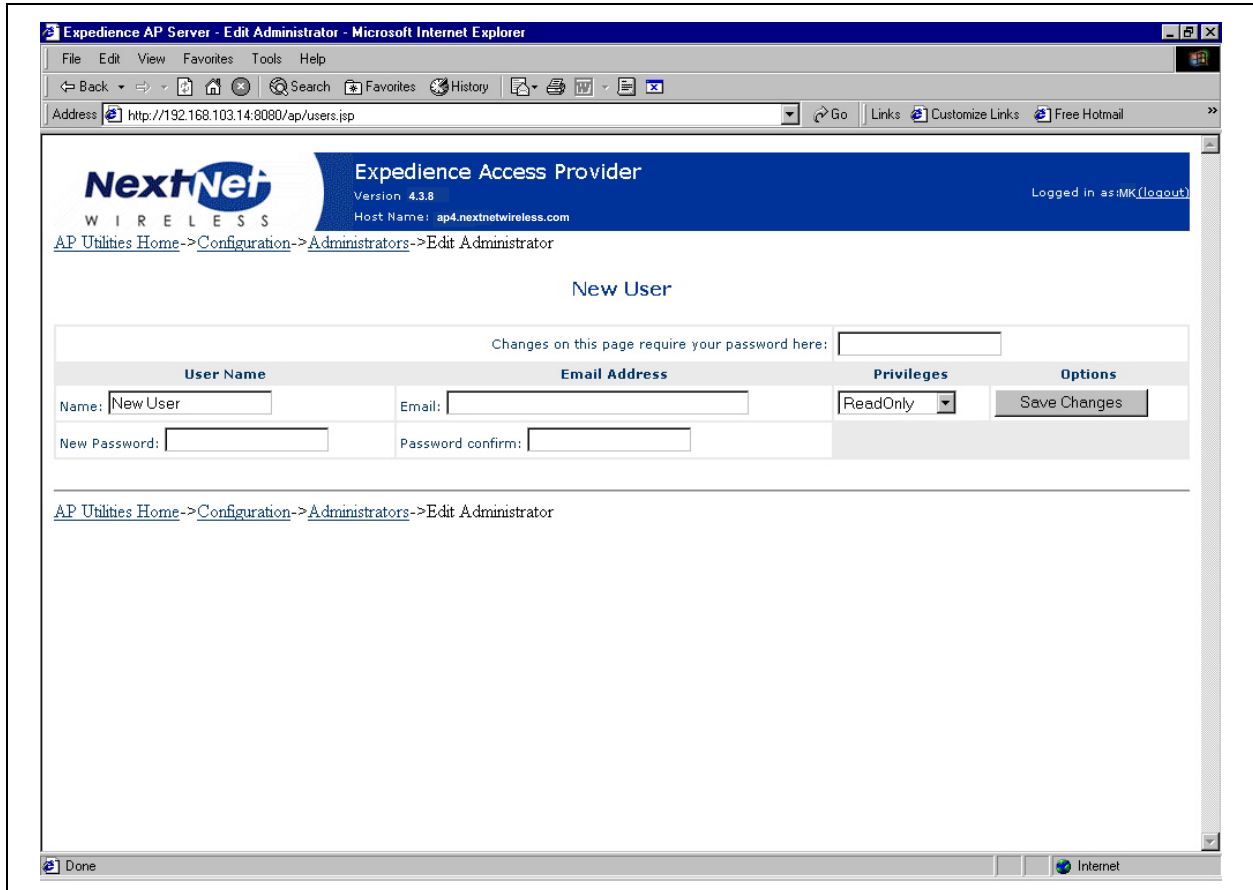 Expedience AP Server - Edit Administrator - Microsoft Internet Explorer
File Edit View Favorites Tools Help
Back Search Favorites History
Address http://192.168.103.14:8080/ap/users.jsp Go Links Customize Links Free Hotmail »
NextNet
WIRELESS
Expedience Access Provider
Version 4.3.8
Host Name: ap4.nextnetwireless.com
Logged in as:MK(logout)
AP Utilities Home->Configuration->Administrators->Edit Administrator
New User
Changes on this page require your password here:
User Name Email Address Privileges Options
Name: New User Email: ReadOnly Save Changes
New Password: Password confirm:
AP Utilities Home->Configuration->Administrators->Edit Administrator
Done Internet